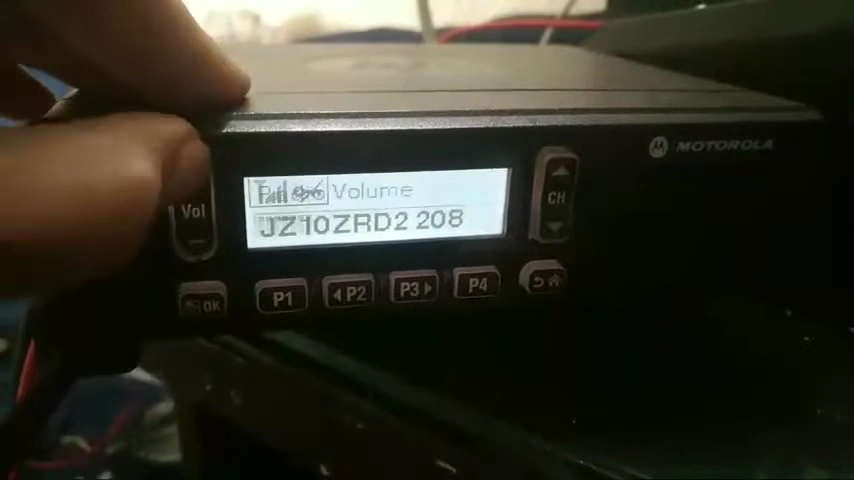 MOTOROLA
Volume
JZ10ZRD2 208
Vol
CH
OK
P1
P2
P3
P4